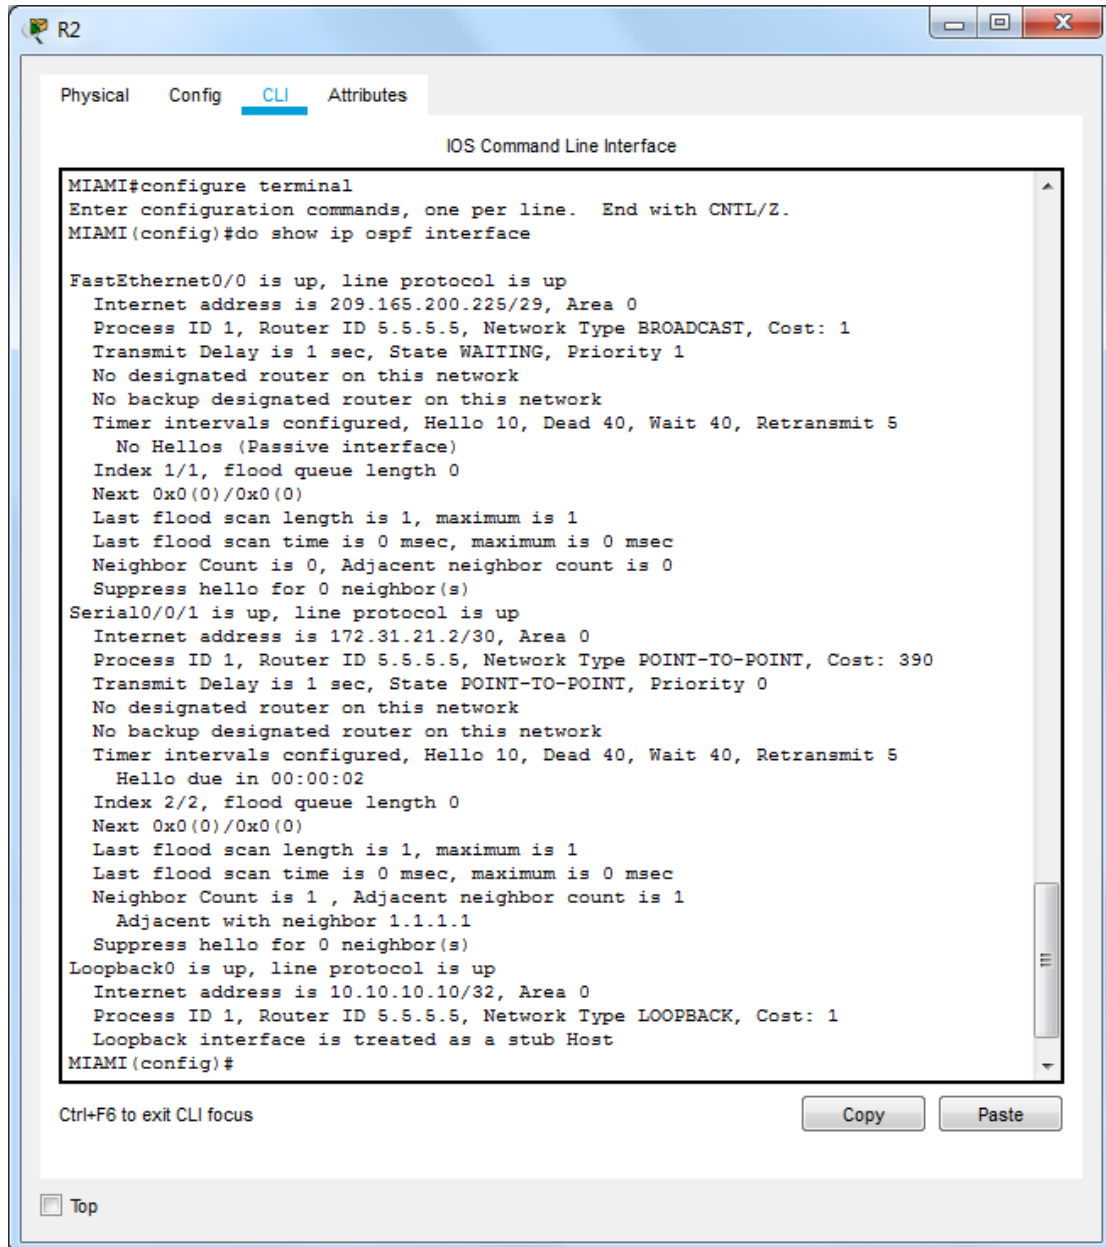 R2
Physical Config CLI Attributes
IOS Command Line Interface
MIAMI#configure terminal
Enter configuration commands, one per line.  End with CNTL/Z.
MIAMI(config)#do show ip ospf interface

FastEthernet0/0 is up, line protocol is up
  Internet address is 209.165.200.225/29, Area 0
  Process ID 1, Router ID 5.5.5.5, Network Type BROADCAST, Cost: 1
  Transmit Delay is 1 sec, State WAITING, Priority 1
  No designated router on this network
  No backup designated router on this network
  Timer intervals configured, Hello 10, Dead 40, Wait 40, Retransmit 5
    No Hellos (Passive interface)
  Index 1/1, flood queue length 0
  Next 0x0(0)/0x0(0)
  Last flood scan length is 1, maximum is 1
  Last flood scan time is 0 msec, maximum is 0 msec
  Neighbor Count is 0, Adjacent neighbor count is 0
  Suppress hello for 0 neighbor(s)
Serial0/0/1 is up, line protocol is up
  Internet address is 172.31.21.2/30, Area 0
  Process ID 1, Router ID 5.5.5.5, Network Type POINT-TO-POINT, Cost: 390
  Transmit Delay is 1 sec, State POINT-TO-POINT, Priority 0
  No designated router on this network
  No backup designated router on this network
  Timer intervals configured, Hello 10, Dead 40, Wait 40, Retransmit 5
    Hello due in 00:00:02
  Index 2/2, flood queue length 0
  Next 0x0(0)/0x0(0)
  Last flood scan length is 1, maximum is 1
  Last flood scan time is 0 msec, maximum is 0 msec
  Neighbor Count is 1 , Adjacent neighbor count is 1
    Adjacent with neighbor 1.1.1.1
  Suppress hello for 0 neighbor(s)
Loopback0 is up, line protocol is up
  Internet address is 10.10.10.10/32, Area 0
  Process ID 1, Router ID 5.5.5.5, Network Type LOOPBACK, Cost: 1
  Loopback interface is treated as a stub Host
MIAMI(config)#
Ctrl+F6 to exit CLI focus Copy Paste
Top